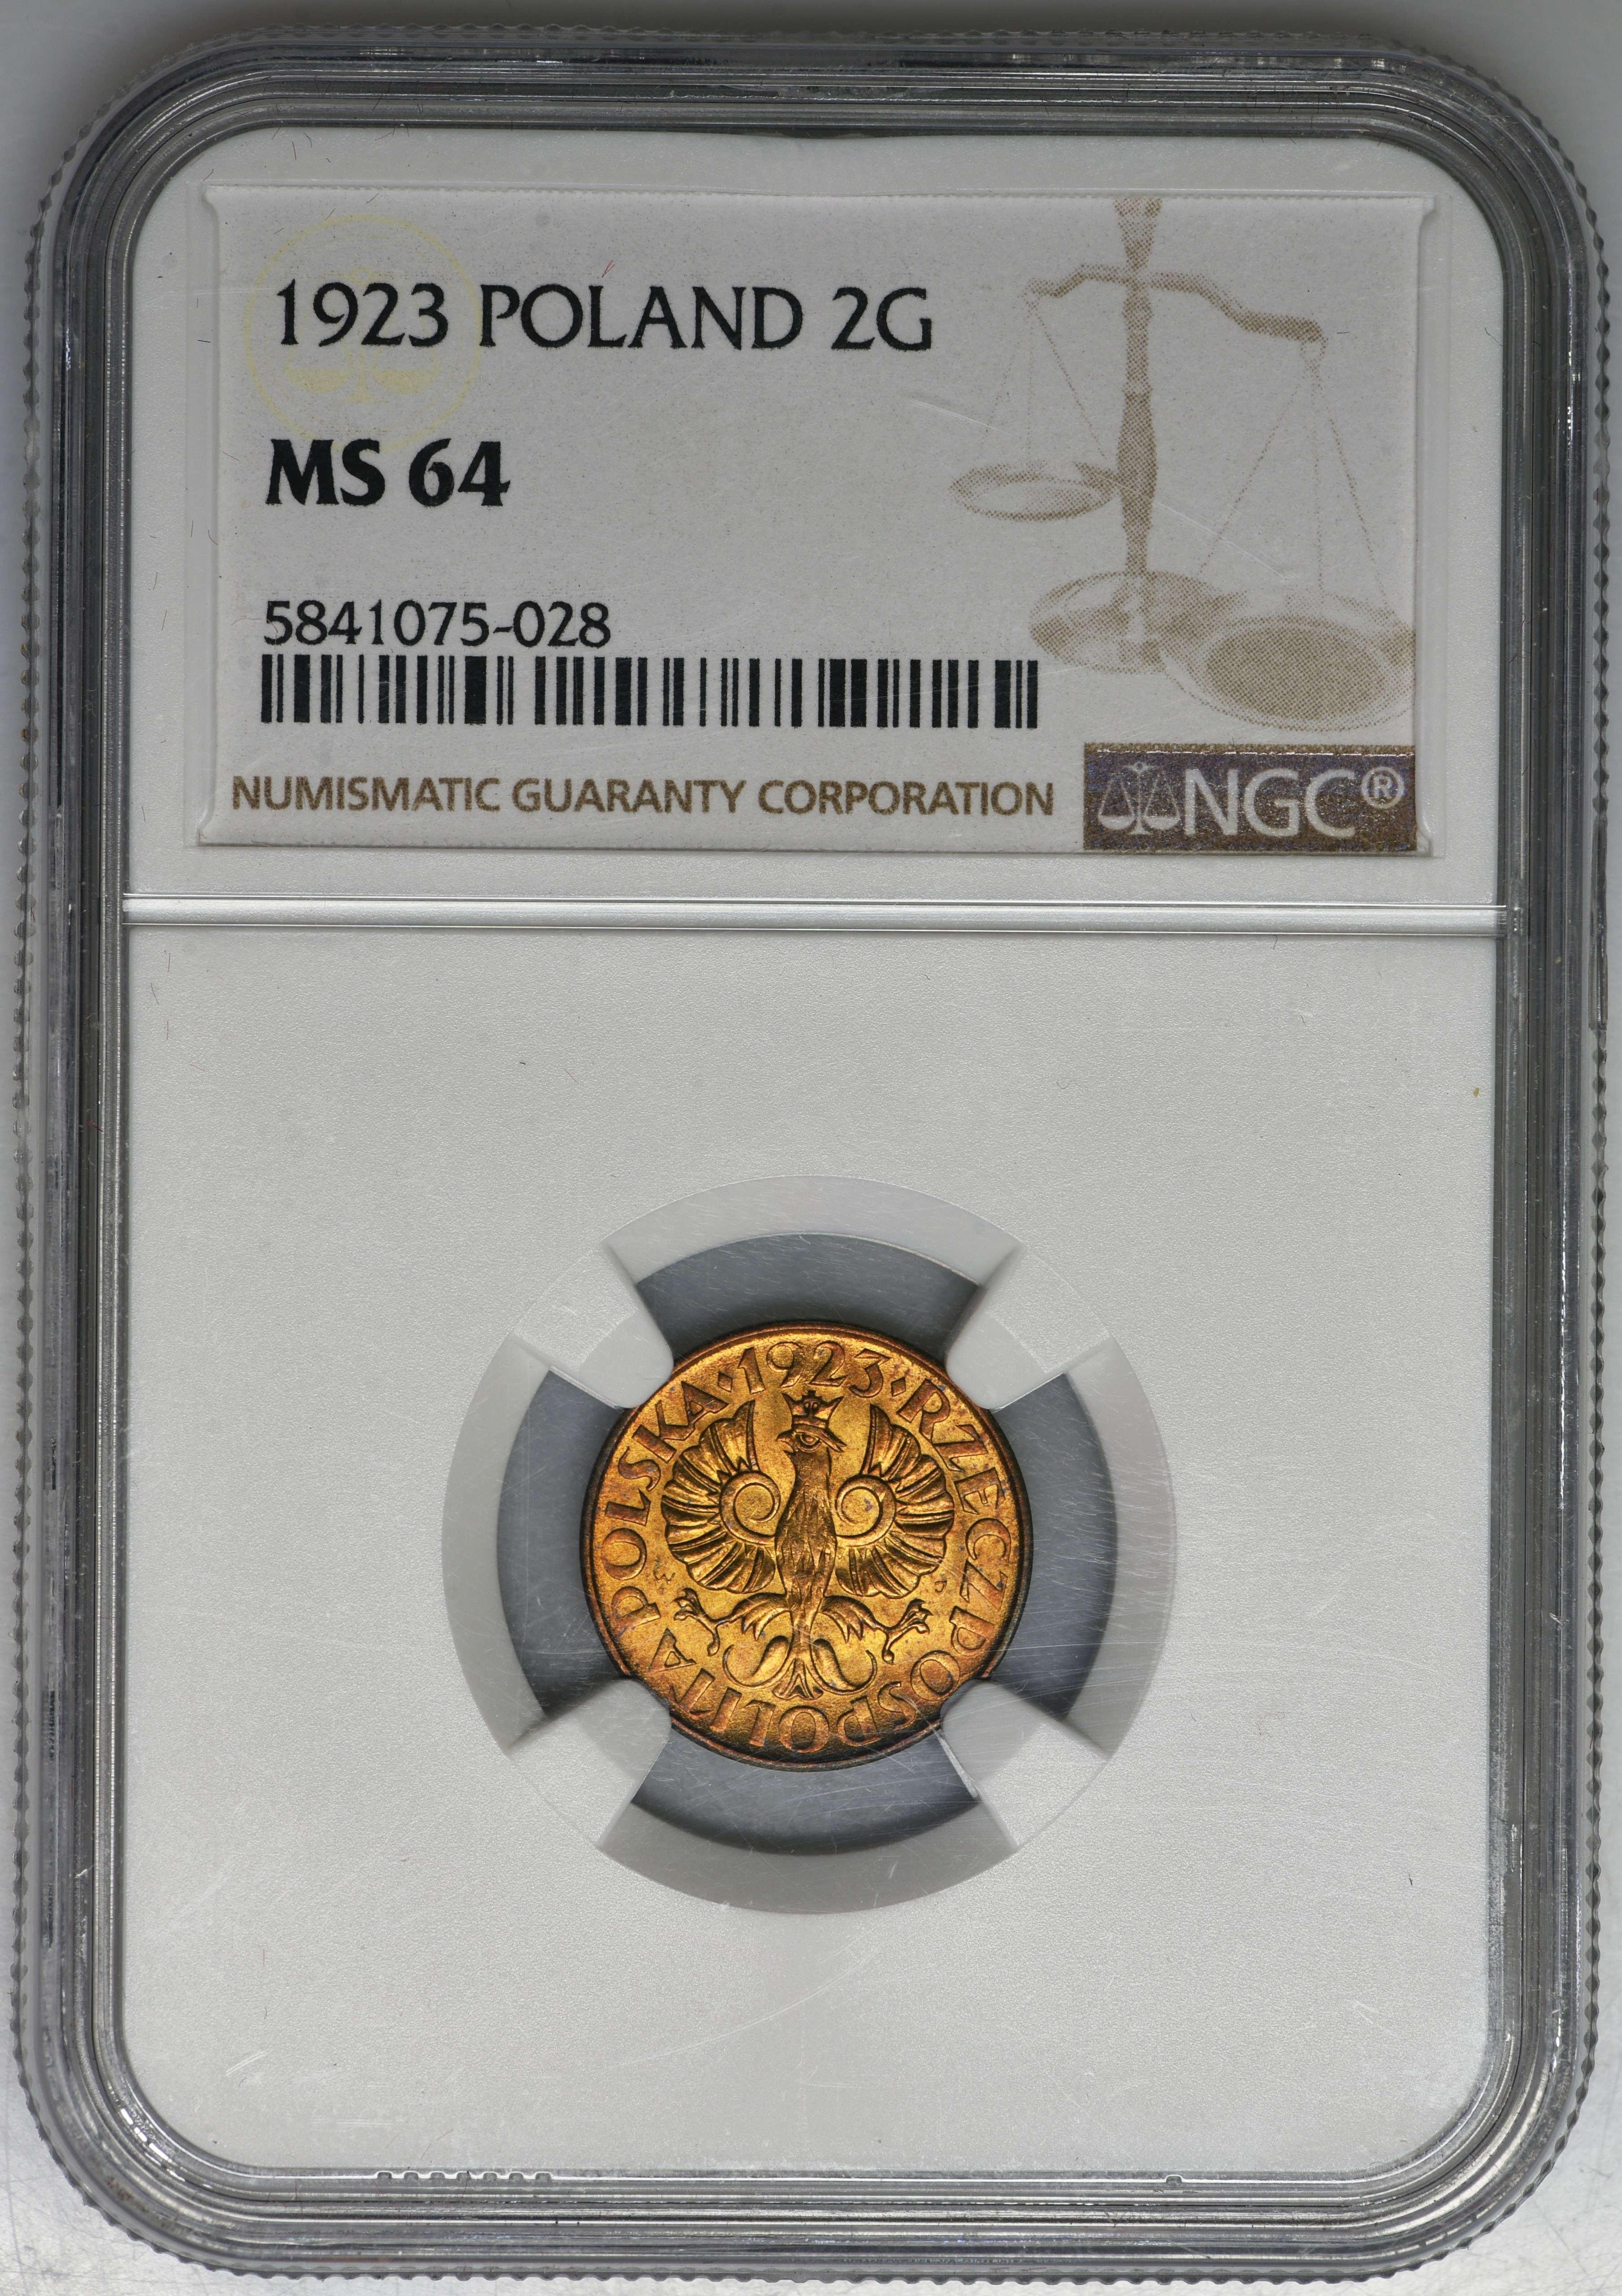 1923 POLAND 2G
MS 64
5841075-028
NUMISMATIC GUARANTY CORPORATION
NGC®
·1923·RZECZPOSPOLITA POLSKA